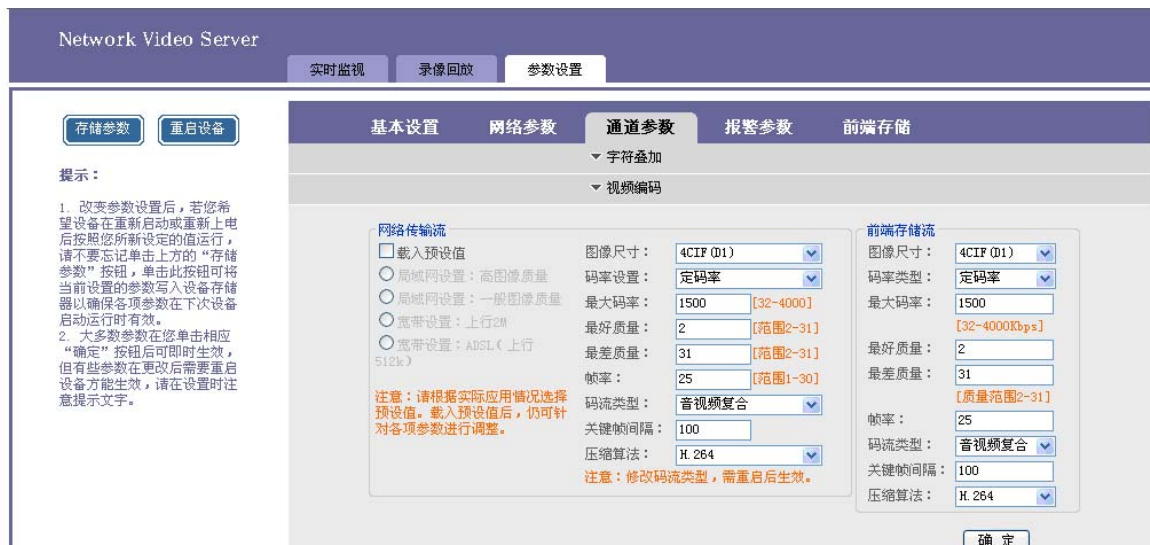 Network Video Server
实时监视 录像回放 参数设置
存储参数 重启设备
提示：
1. 改变参数设置后，若您希
望设备在重新启动或重新上电
后按照您所新设定的值运行，
请不要忘记单击上方的“存储
参数”按钮，单击此按钮可将
当前设置的参数写入设备存储
器以确保各项参数在下次设备
启动运行时有效。
2. 大多数参数在您单击相应
“确定”按钮后可即时生效，
但有些参数在更改后需要重启
设备方能生效，请在设置时注
意提示文字。
基本设置 网络参数 通道参数 报警参数 前端存储
字符叠加
视频编码
网络传输流
载入预设值
局域网设置：高图像质量
局域网设置：一般图像质量
宽带设置：上行2M
宽带设置：ADSL（上行
512k）
注意：请根据实际应用情况选择
预设值。载入预设值后，仍可针
对各项参数进行调整。
图像尺寸： 4CIF(D1)
码率设置： 定码率
最大码率： 1500 [32-4000]
最好质量： 2 [范围2-31]
最差质量： 31 [范围2-31]
帧率： 25 [范围1-30]
码流类型： 音视频复合
关键帧间隔： 100
压缩算法： H.264
注意：修改码流类型，需重启后生效。
前端存储流
图像尺寸： 4CIF(D1)
码率类型： 定码率
最大码率： 1500
[32-4000Kbps]
最好质量： 2
最差质量： 31
[质量范围2-31]
帧率： 25
码流类型： 音视频复合
关键帧间隔： 100
压缩算法： H.264
确 定